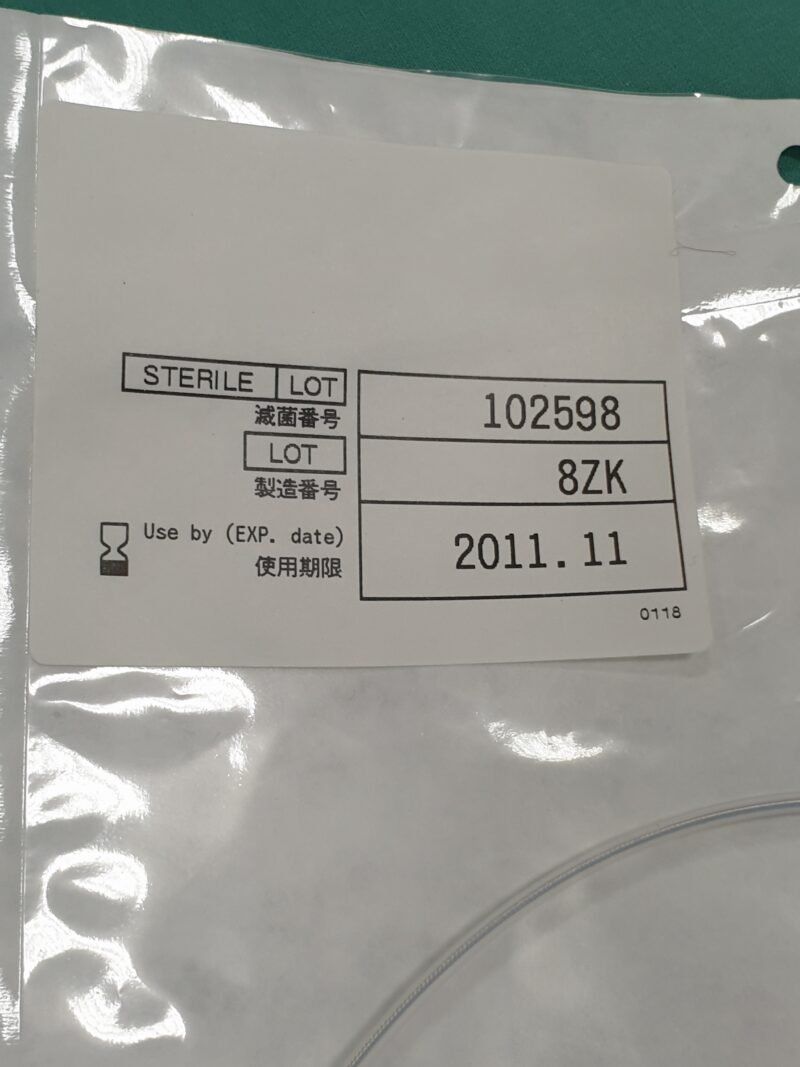 STERILE LOT 102598
滅菌番号
LOT 8ZK
製造番号
Use by (EXP. date) 2011.11
使用期限
0118